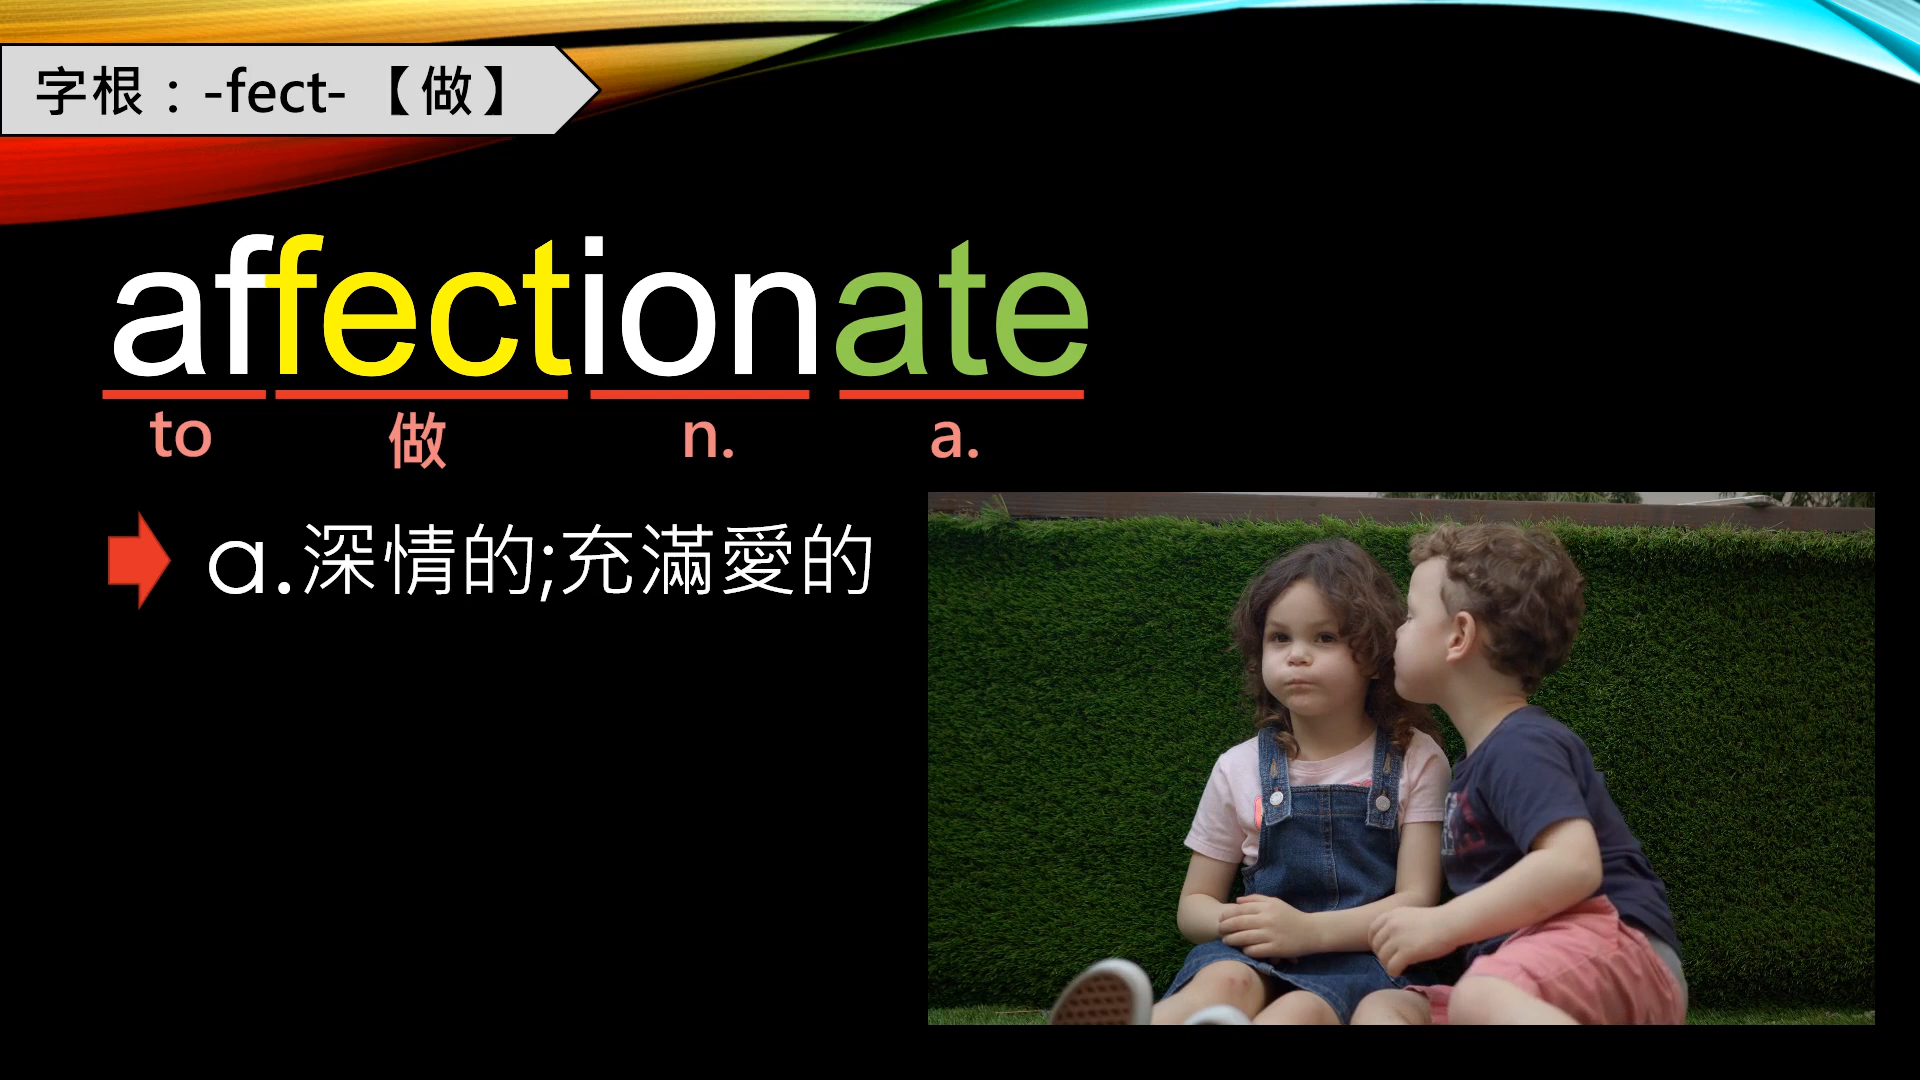 字根：-fect-【做】
affectionate
to 做 n. a.
a.深情的;充滿愛的